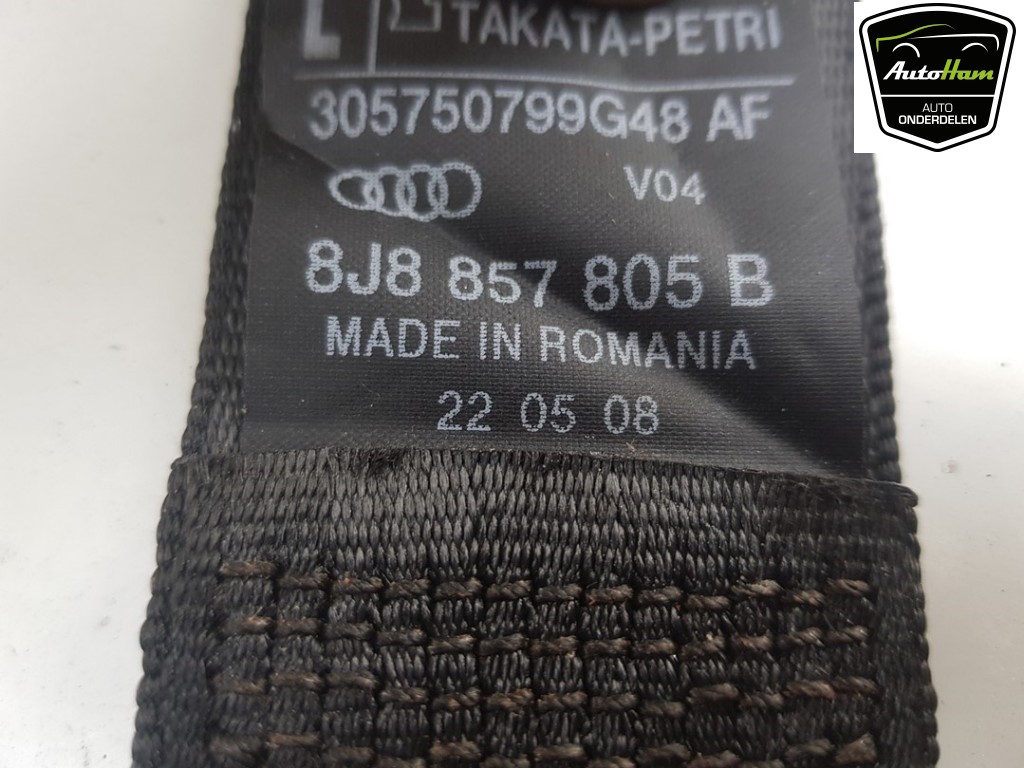 L TAKATA-PETRI
305750799G48 AF
V04
8J8 857 805 B
MADE IN ROMANIA
22 05 08
AutoHam
AUTO
ONDERDELEN